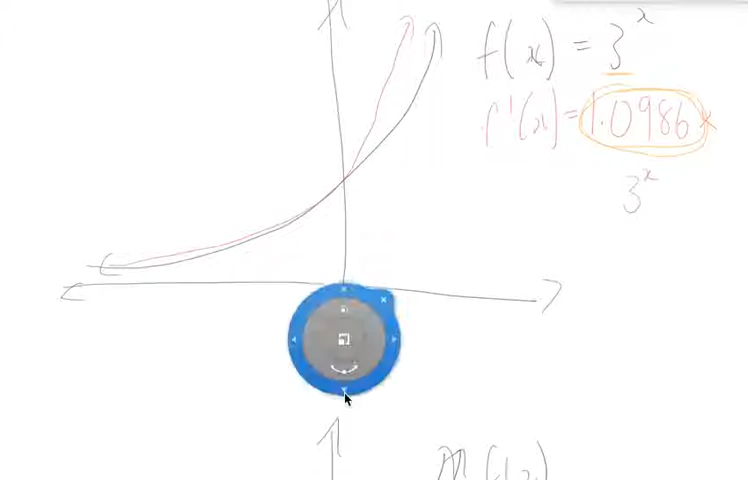 f(x) = 3^x
f'(x) = 1.0986 ×
3^x